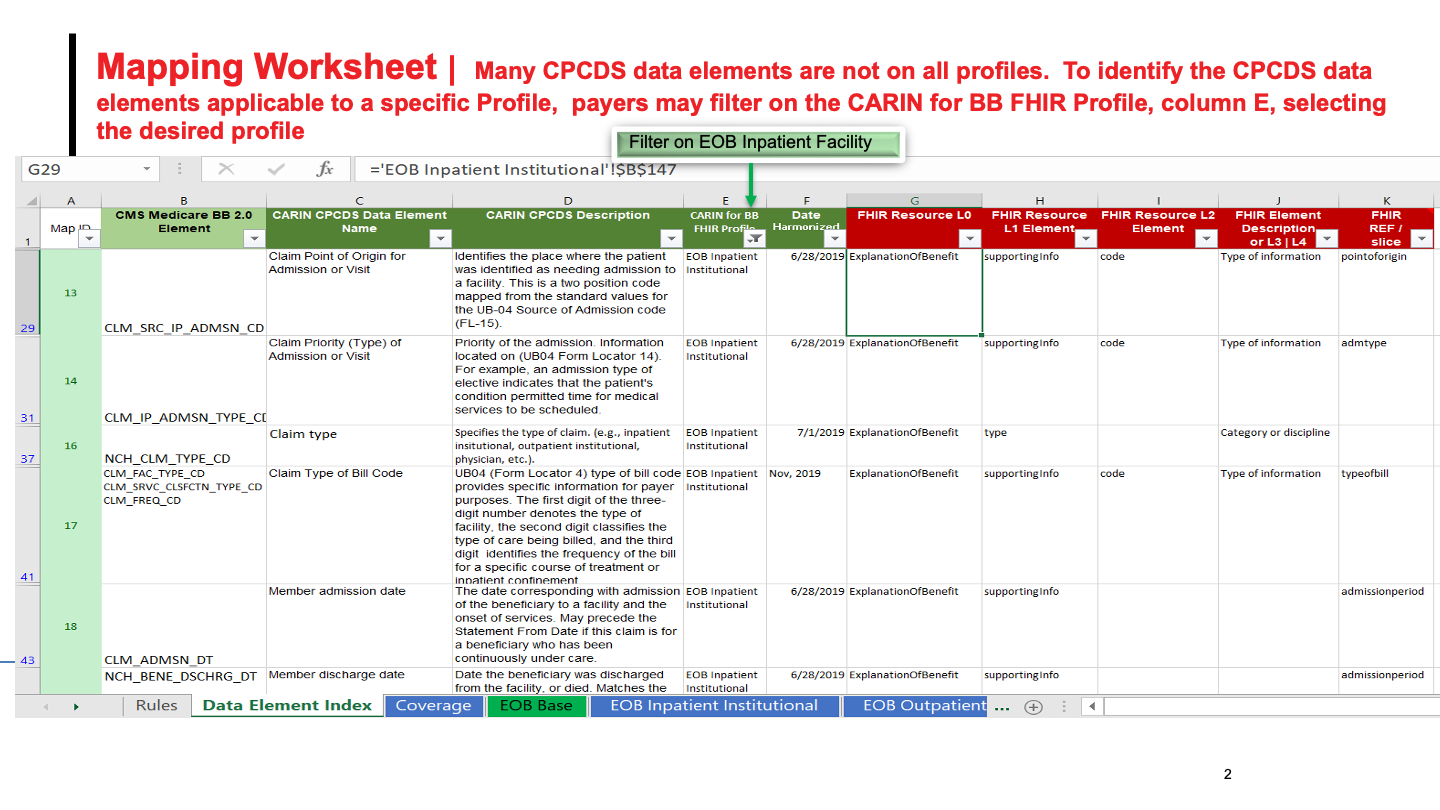 Mapping Worksheet | Many CPCDS data elements are not on all profiles. To identify the CPCDS data
elements applicable to a specific Profile, payers may filter on the CARIN for BB FHIR Profile, column E, selecting
the desired profile
Filter on EOB Inpatient Facility
G29 fx ='EOB Inpatient Institutional'!$B$147
A B C D E F G H I J K
1
Map ID
CMS Medicare BB 2.0
Element
CARIN CPCDS Data Element
Name
CARIN CPCDS Description
CARIN for BB
FHIR Profile
Date
Harmonized
FHIR Resource L0
FHIR Resource
L1 Element
FHIR Resource L2
Element
FHIR Element
Description
or L3 | L4
FHIR
REF /
slice
29
13
CLM_SRC_IP_ADMSN_CD
Claim Point of Origin for
Admission or Visit
Identifies the place where the patient
was identified as needing admission to
a facility. This is a two position code
mapped from the standard values for
the UB-04 Source of Admission code
(FL-15).
EOB Inpatient
Institutional
6/28/2019
ExplanationOfBenefit
supportingInfo
code
Type of information
pointoforigin
31
14
CLM_IP_ADMSN_TYPE_CD
Claim Priority (Type) of
Admission or Visit
Priority of the admission. Information
located on (UB04 Form Locator 14).
For example, an admission type of
elective indicates that the patient's
condition permitted time for medical
services to be scheduled.
EOB Inpatient
Institutional
6/28/2019
ExplanationOfBenefit
supportingInfo
code
Type of information
admtype
37
16
NCH_CLM_TYPE_CD
Claim type
Specifies the type of claim. (e.g., inpatient
insitutional, outpatient institutional,
physician, etc.).
EOB Inpatient
Institutional
7/1/2019
ExplanationOfBenefit
type
Category or discipline
41
17
CLM_FAC_TYPE_CD
CLM_SRVC_CLSFCTN_TYPE_CD
CLM_FREQ_CD
Claim Type of Bill Code
UB04 (Form Locator 4) type of bill code
provides specific information for payer
purposes. The first digit of the three-
digit number denotes the type of
facility, the second digit classifies the
type of care being billed, and the third
digit identifies the frequency of the bill
for a specific course of treatment or
inpatient confinement
EOB Inpatient
Institutional
Nov, 2019
ExplanationOfBenefit
supportingInfo
code
Type of information
typeofbill
43
18
CLM_ADMSN_DT
Member admission date
The date corresponding with admission
of the beneficiary to a facility and the
onset of services. May precede the
Statement From Date if this claim is for
a beneficiary who has been
continuously under care.
EOB Inpatient
Institutional
6/28/2019
ExplanationOfBenefit
supportingInfo
admissionperiod
NCH_BENE_DSCHRG_DT
Member discharge date
Date the beneficiary was discharged
from the facility, or died. Matches the
EOB Inpatient
Institutional
6/28/2019
ExplanationOfBenefit
supportingInfo
admissionperiod
Rules Data Element Index Coverage EOB Base EOB Inpatient Institutional EOB Outpatient ...
2